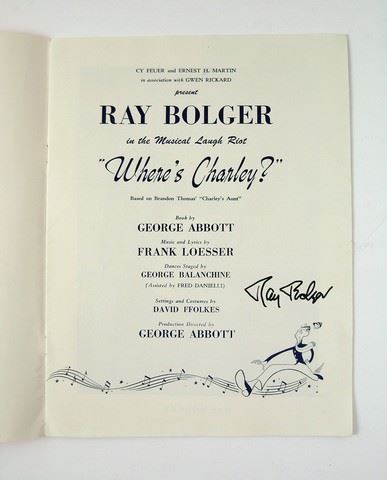 CY FEUER and ERNEST H. MARTIN
in association with GWEN RICKARD
present
RAY BOLGER
in the Musical Laugh Riot
"Where's Charley?"
Based on Brandon Thomas' "Charley's Aunt"
Book by
GEORGE ABBOTT
Music and Lyrics by
FRANK LOESSER
Dances Staged by
GEORGE BALANCHINE
(Assisted by FRED DANIELLI)
Settings and Costumes by
DAVID FFOLKES
Production Directed by
GEORGE ABBOTT
Ray Bolger